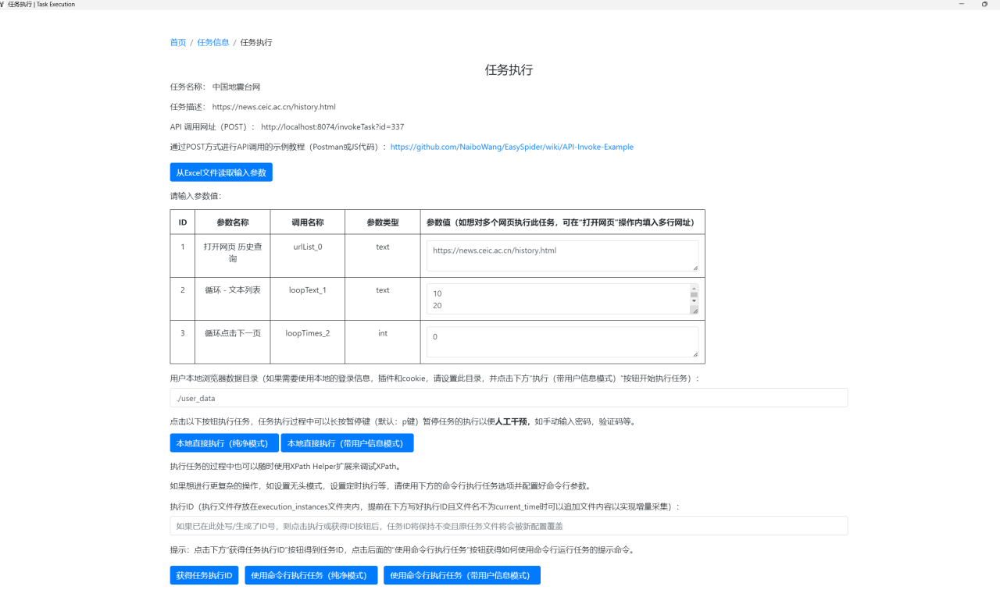 任务执行 | Task Execution
首页 / 任务信息 / 任务执行
任务执行
任务名称： 中国地震台网
任务描述： https://news.ceic.ac.cn/history.html
API 调用网址（POST）： http://localhost:8074/invokeTask?id=337
通过POST方式进行API调用的示例教程（Postman或JS代码）：https://github.com/NaiboWang/EasySpider/wiki/API-Invoke-Example
从Excel文件读取输入参数
请输入参数值：
ID 参数名称 调用名称 参数类型 参数值（如想对多个网页执行此任务，可在"打开网页"操作内填入多行网址）
1 打开网页 历史查询 urlList_0 text https://news.ceic.ac.cn/history.html
2 循环 - 文本列表 loopText_1 text 10
20
3 循环点击下一页 loopTimes_2 int 0
用户本地浏览器数据目录（如果需要使用本地的登录信息，插件和cookie，请设置此目录，并点击下方"执行（带用户信息模式）"按钮开始执行任务）：
./user_data
点击以下按钮执行任务，任务执行过程中可以长按暂停键（默认：p键）暂停任务的执行以便人工干预，如手动输入密码，验证码等。
本地直接执行（纯净模式） 本地直接执行（带用户信息模式）
执行任务的过程中也可以随时使用XPath Helper扩展来调试XPath。
如果想进行更复杂的操作，如设置无头模式，设置定时执行等，请使用下方的命令行执行任务选项并配置好命令行参数。
执行ID（执行文件存放在execution_instances文件夹内，提前在下方写好执行ID且文件名不为current_time时可以追加文件内容以实现增量采集）：
如果已在此处写/生成了ID号，则点击执行或获得ID按钮后，任务ID将保持不变且原任务文件将会被新配置覆盖
提示：点击下方"获得任务执行ID"按钮得到任务ID，点击后面的"使用命令行执行任务"按钮获得如何使用命令行运行任务的提示命令。
获得任务执行ID 使用命令行执行任务（纯净模式） 使用命令行执行任务（带用户信息模式）